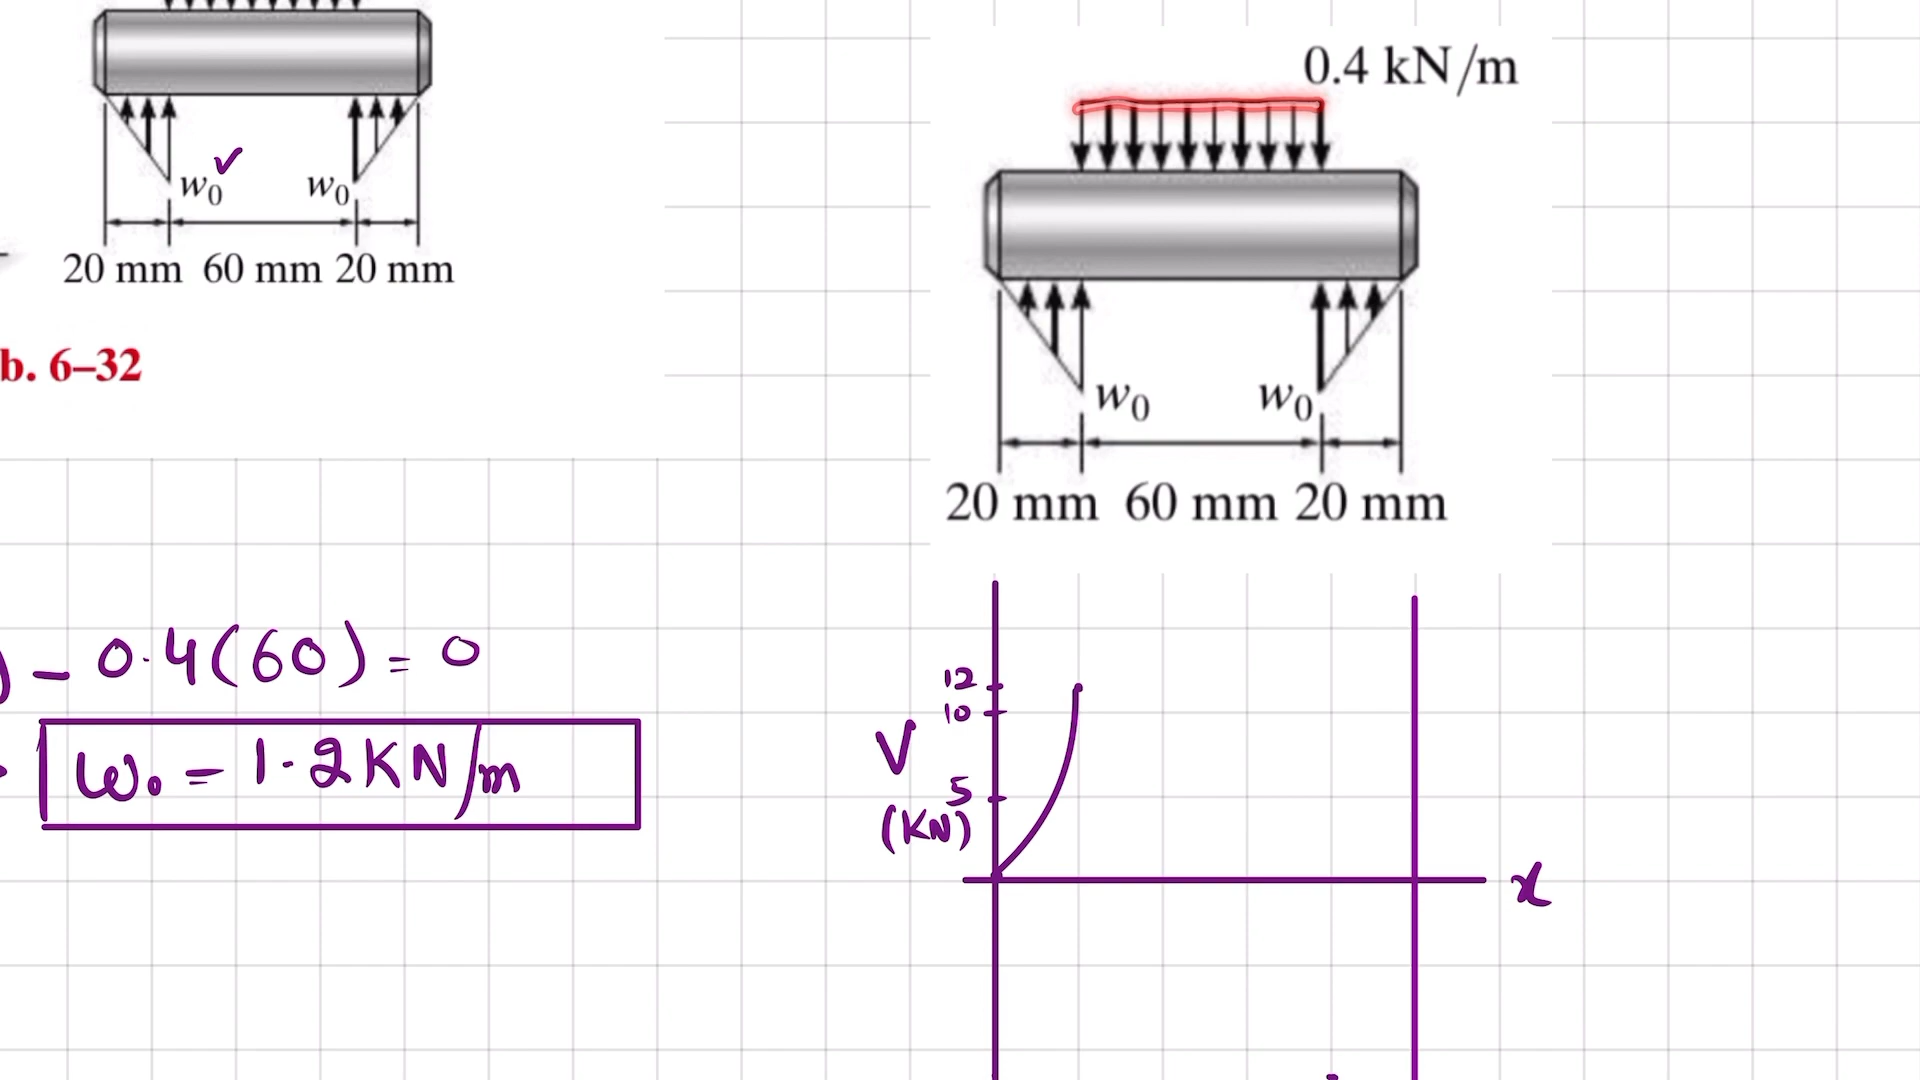 w0 w0
20 mm 60 mm 20 mm
b. 6–32
) - 0.4(60) = 0
w0 = 1.2 KN/m
0.4 kN/m
w0 w0
20 mm 60 mm 20 mm
12
10
V
5
(KN)
x